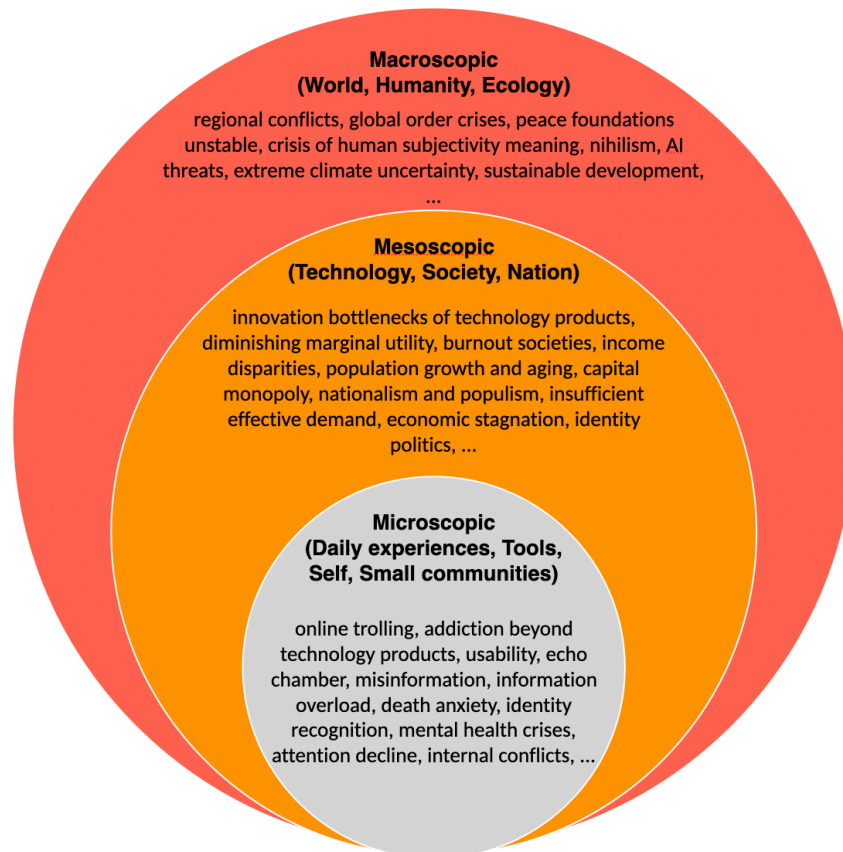 Macroscopic
(World, Humanity, Ecology)
regional conflicts, global order crises, peace foundations
unstable, crisis of human subjectivity meaning, nihilism, AI
threats, extreme climate uncertainty, sustainable development,
...
Mesoscopic
(Technology, Society, Nation)
innovation bottlenecks of technology products,
diminishing marginal utility, burnout societies, income
disparities, population growth and aging, capital
monopoly, nationalism and populism, insufficient
effective demand, economic stagnation, identity
politics, ...
Microscopic
(Daily experiences, Tools,
Self, Small communities)
online trolling, addiction beyond
technology products, usability, echo
chamber, misinformation, information
overload, death anxiety, identity
recognition, mental health crises,
attention decline, internal conflicts, ...